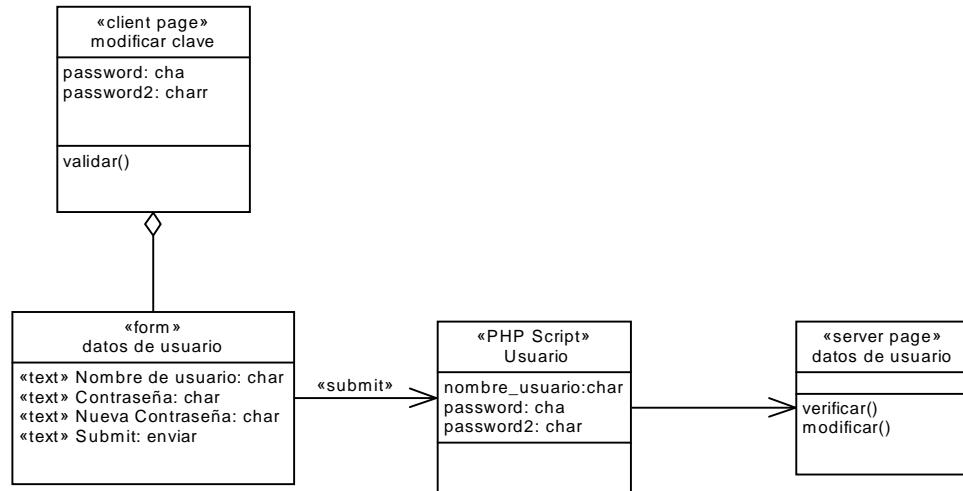 «client page»
modificar clave
password: cha
password2: charr
validar()
«form»
datos de usuario
«text» Nombre de usuario: char
«text» Contraseña: char
«text» Nueva Contraseña: char
«text» Submit: enviar
«submit»
«PHP Script»
Usuario
nombre_usuario:char
password: cha
password2: char
«server page»
datos de usuario
verificar()
modificar()